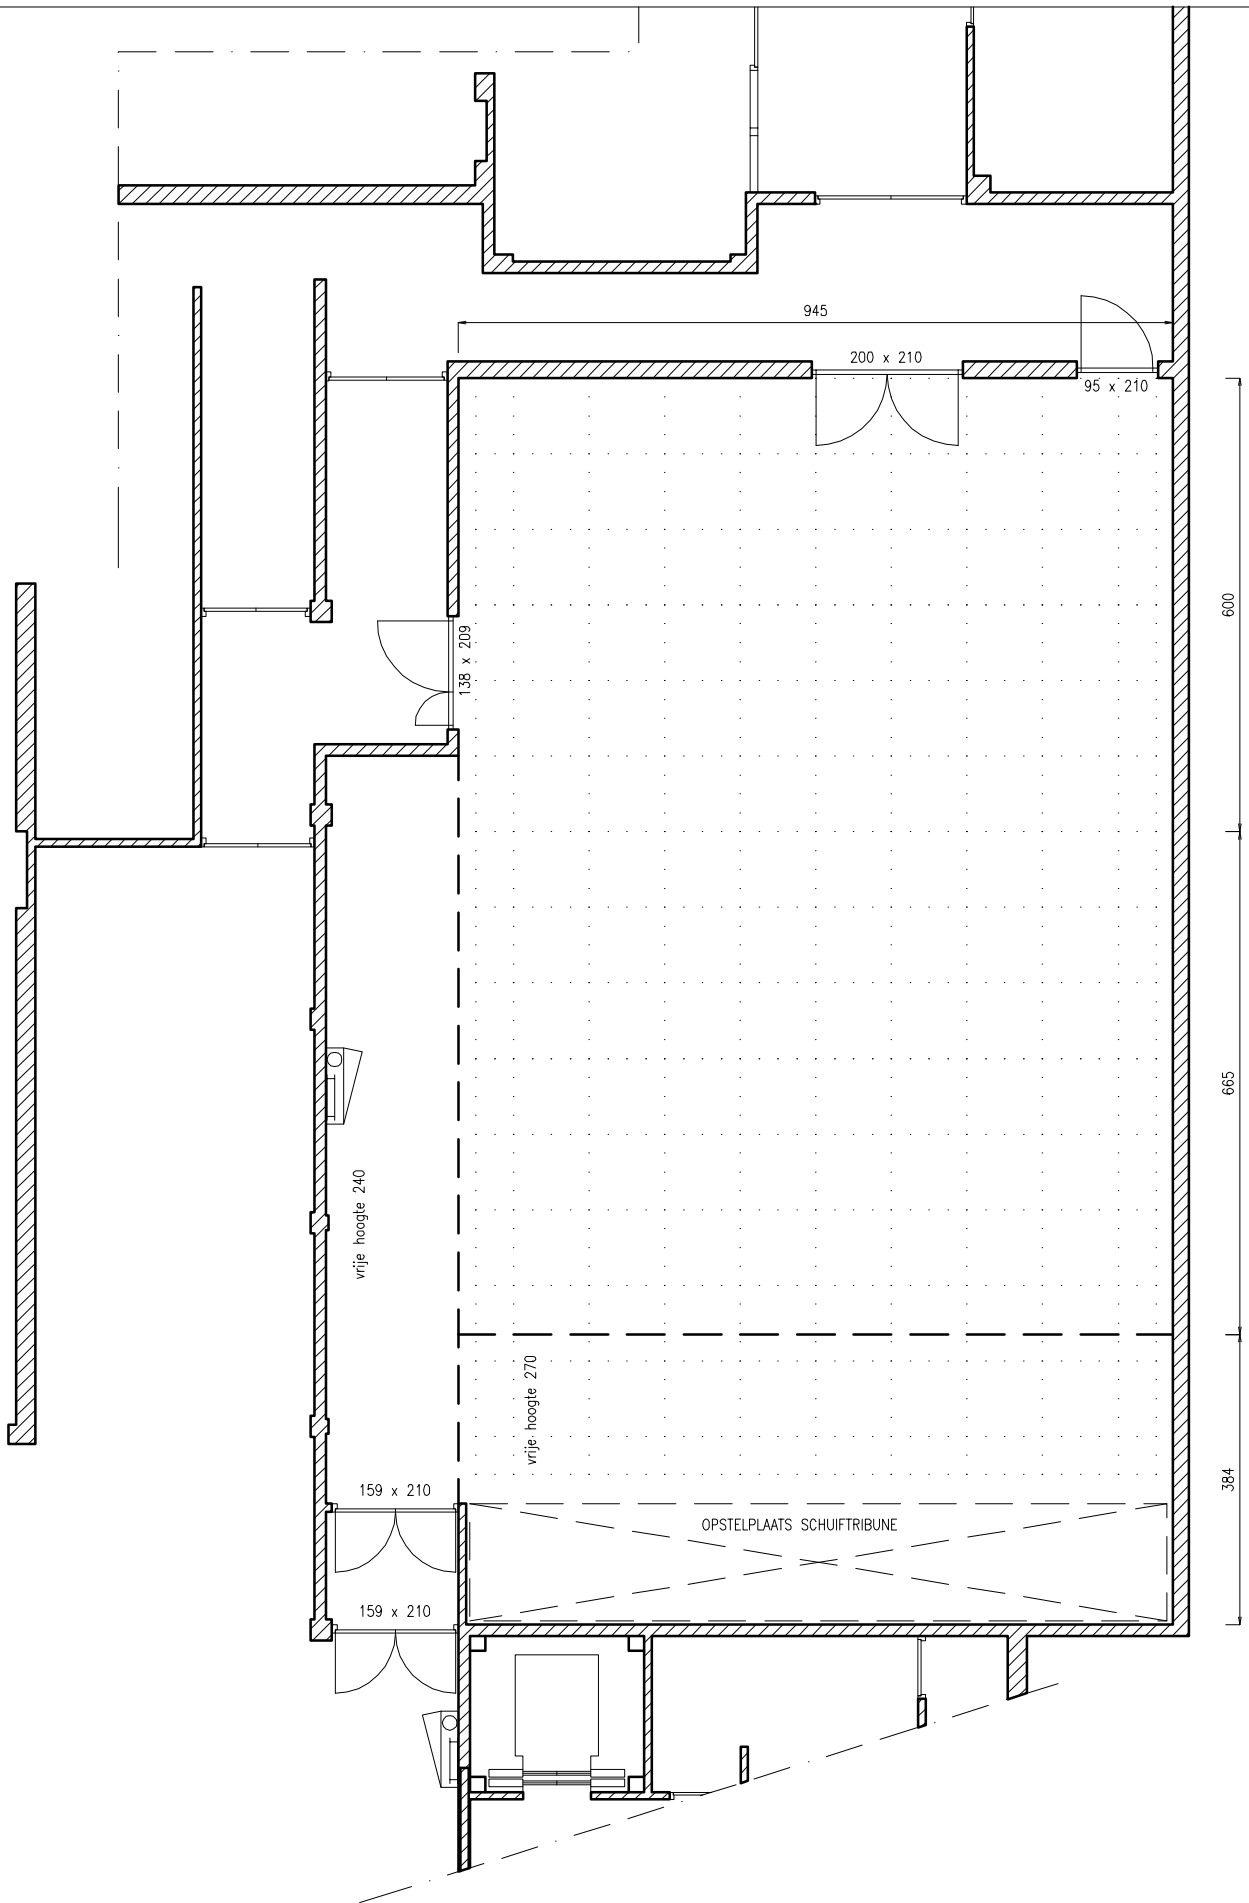 945
200 x 210
95 x 210
600
138 x 209
665
vrije hoogte 240
vrije hoogte 270
384
159 x 210
OPSTELPLAATS SCHUIFTRIBUNE
159 x 210